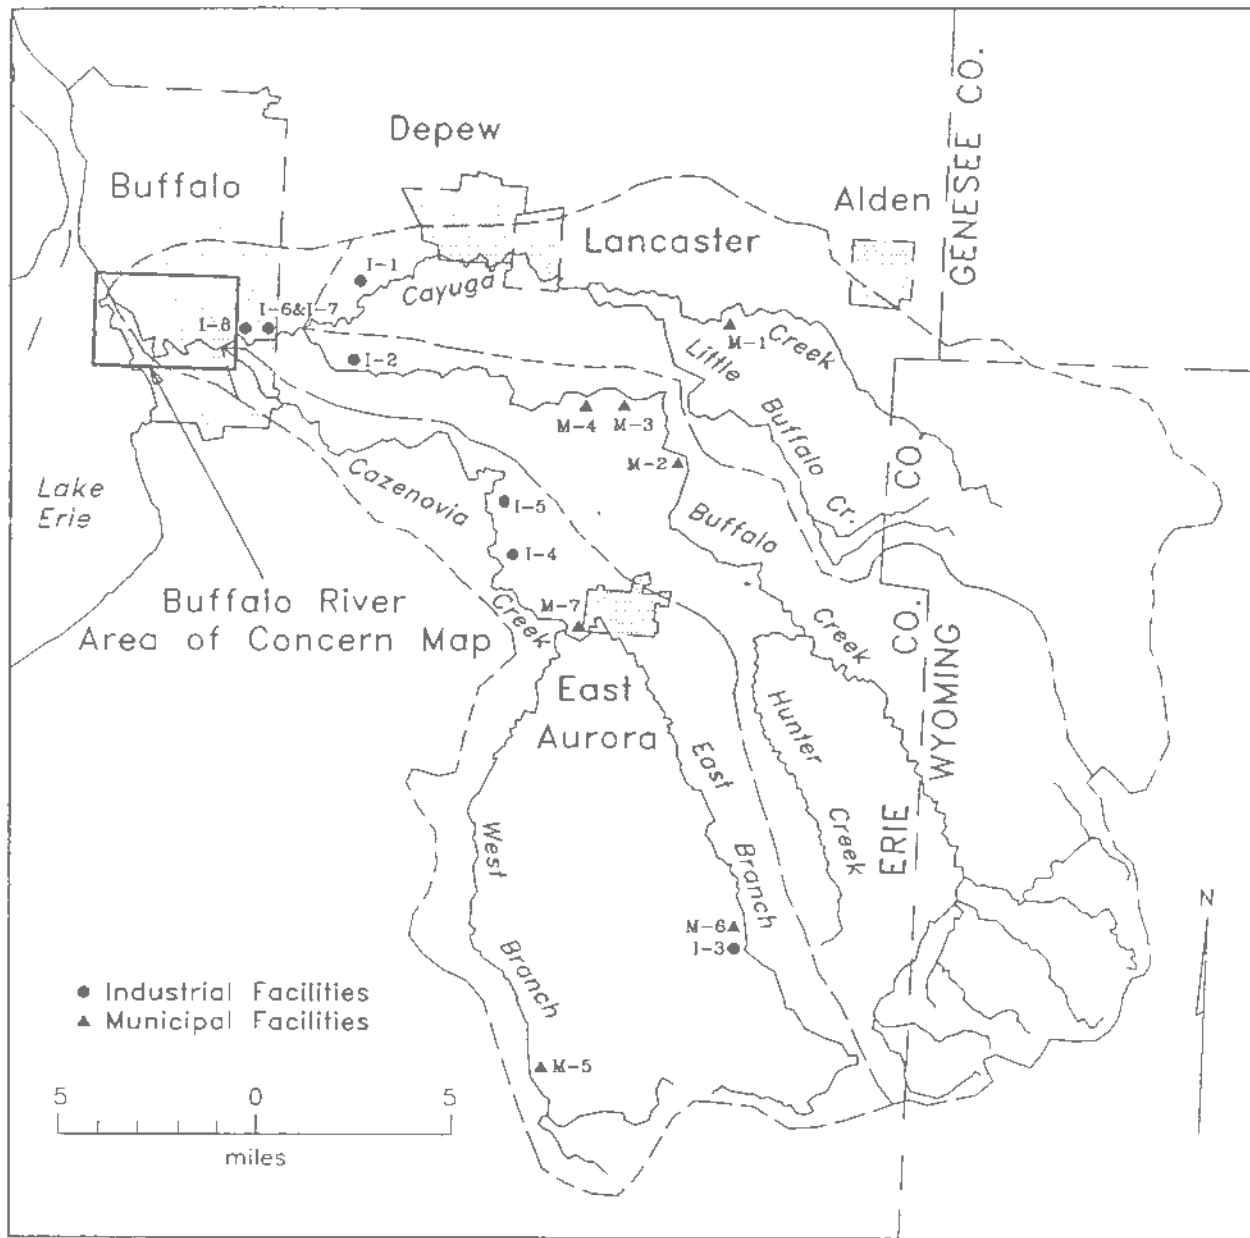 GENESEE CO.
Depew
Buffalo
Alden
Lancaster
I-1
Cayuga
Creek
I-6&I-7
I-8
M-1
I-2
Little
Buffalo
Cr.
M-4
M-3
M-2
CO.
Lake
Erie
Cazenovia
Creek
I-5
Buffalo
Creek
I-4
Buffalo River
Area of Concern Map
M-7
CO.
WYOMING
East
Aurora
Hunter
Creek
East
Branch
ERIE
West
Branch
M-6
I-3
N
Industrial Facilities
Municipal Facilities
M-5
5 0 5
miles